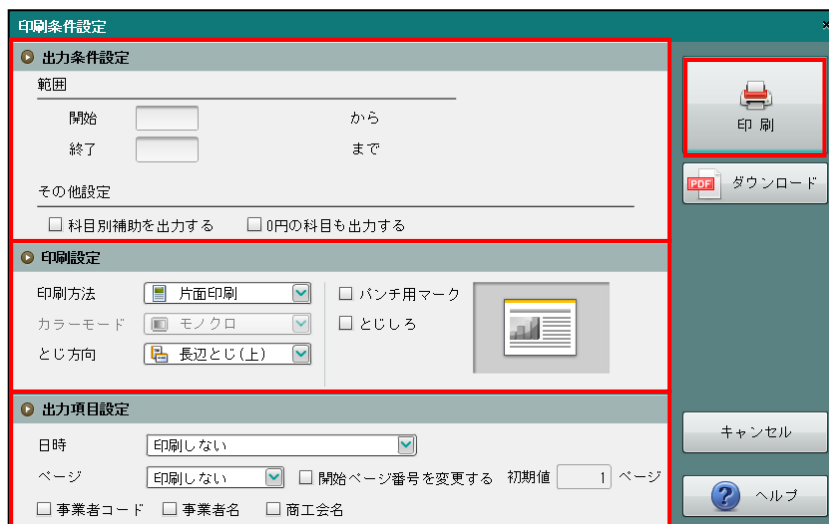 印刷条件設定
出力条件設定
範囲
開始 から
終了 まで
その他設定
科目別補助を出力する 0円の科目も出力する
印刷設定
印刷方法 片面印刷 パンチ用マーク
カラーモード モノクロ とじしろ
とじ方向 長辺とじ(上)
出力項目設定
日時 印刷しない
ページ 印刷しない 開始ページ番号を変更する 初期値 1 ページ
事業者コード 事業者名 商工会名
印刷
PDF ダウンロード
キャンセル
ヘルプ